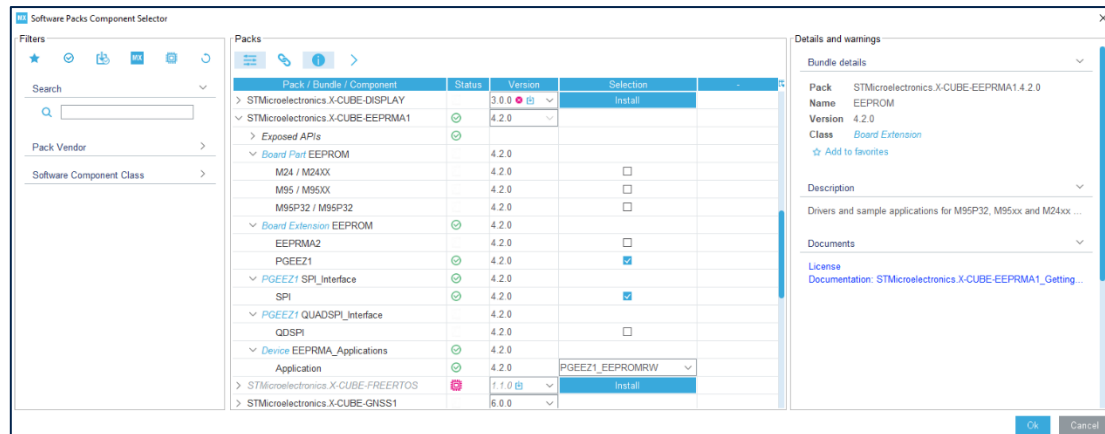 MX Software Packs Component Selector
Filters
MX
Search
Pack Vendor
Software Component Class
Packs
Pack / Bundle / Component Status Version Selection -
STMicroelectronics.X-CUBE-DISPLAY 3.0.0 Install
STMicroelectronics.X-CUBE-EEPRMA1 4.2.0
Exposed APIs
Board Part EEPROM 4.2.0
M24 / M24XX 4.2.0
M95 / M95XX 4.2.0
M95P32 / M95P32 4.2.0
Board Extension EEPROM 4.2.0
EEPRMA2 4.2.0
PGEEZ1 4.2.0
PGEEZ1 SPI_Interface 4.2.0
SPI 4.2.0
PGEEZ1 QUADSPI_Interface 4.2.0
QDSPI 4.2.0
Device EEPRMA_Applications 4.2.0
Application 4.2.0 PGEEZ1_EEPROMRW
STMicroelectronics.X-CUBE-FREERTOS 1.1.0 Install
STMicroelectronics.X-CUBE-GNSS1 6.0.0
Details and warnings
Bundle details
Pack STMicroelectronics.X-CUBE-EEPRMA1.4.2.0
Name EEPROM
Version 4.2.0
Class Board Extension
Add to favorites
Description
Drivers and sample applications for M95P32, M95xx and M24xx ...
Documents
License
Documentation: STMicroelectronics.X-CUBE-EEPRMA1_Getting...
Ok Cancel